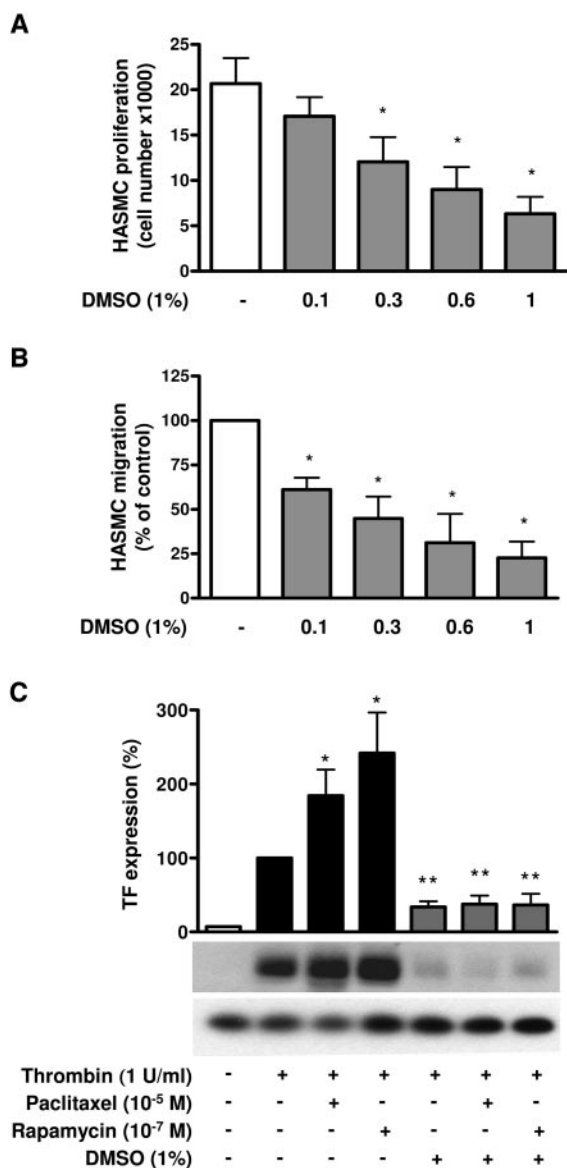 A
HASMC proliferation
(cell number x1000)
25
20
15
10
5
0
* * *
DMSO (1%) - 0.1 0.3 0.6 1
B
HASMC migration
(% of control)
125
100
75
50
25
0
* * * *
DMSO (1%) - 0.1 0.3 0.6 1
C
TF expression (%)
300
200
100
0
* * ** ** **
Thrombin (1 U/ml) - + + + + + +
Paclitaxel (10⁻⁵ M) - - + - - + -
Rapamycin (10⁻⁷ M) - - - + - - +
DMSO (1%) - - - - + + +